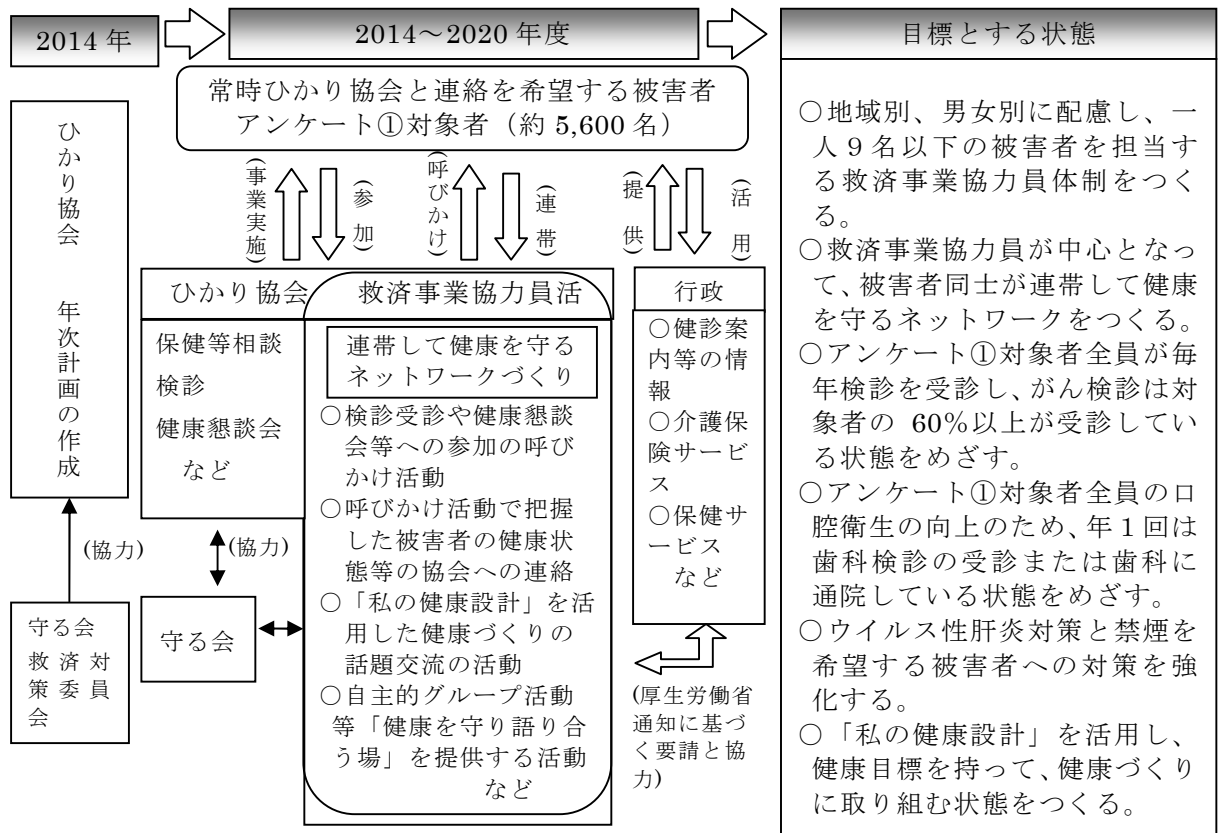 2014 年
2014～2020 年度
目標とする状態
常時ひかり協会と連絡を希望する被害者
アンケート①対象者（約 5,600 名）
ひかり協会　年次計画の作成
(事業実施)
(参加)
(呼びかけ)
(連帯)
(提供)
(活用)
ひかり協会
保健等相談
検診
健康懇談会
など
救済事業協力員活
連帯して健康を守る
ネットワークづくり
○検診受診や健康懇談
会等への参加の呼び
かけ活動
○呼びかけ活動で把握
した被害者の健康状
態等の協会への連絡
○「私の健康設計」を活
用した健康づくりの
話題交流の活動
○自主的グループ活動
等「健康を守り語り合
う場」を提供する活動
など
行政
○健診案
内等の情
報
○介護保
険サービ
ス
○保健サ
ービス
など
(協力)
(協力)
守る会
救済対
策委員
会
守る会
(厚生労働省
通知に基づ
く要請と協
力)
○地域別、男女別に配慮し、一
人９名以下の被害者を担当す
る救済事業協力員体制をつく
る。
○救済事業協力員が中心となっ
て、被害者同士が連帯して健康
を守るネットワークをつくる。
○アンケート①対象者全員が毎
年検診を受診し、がん検診は対
象者の 60％以上が受診してい
る状態をめざす。
○アンケート①対象者全員の口
腔衛生の向上のため、年１回は
歯科検診の受診または歯科に
通院している状態をめざす。
○ウイルス性肝炎対策と禁煙を
希望する被害者への対策を強
化する。
○「私の健康設計」を活用し、
健康目標を持って、健康づくり
に取り組む状態をつくる。